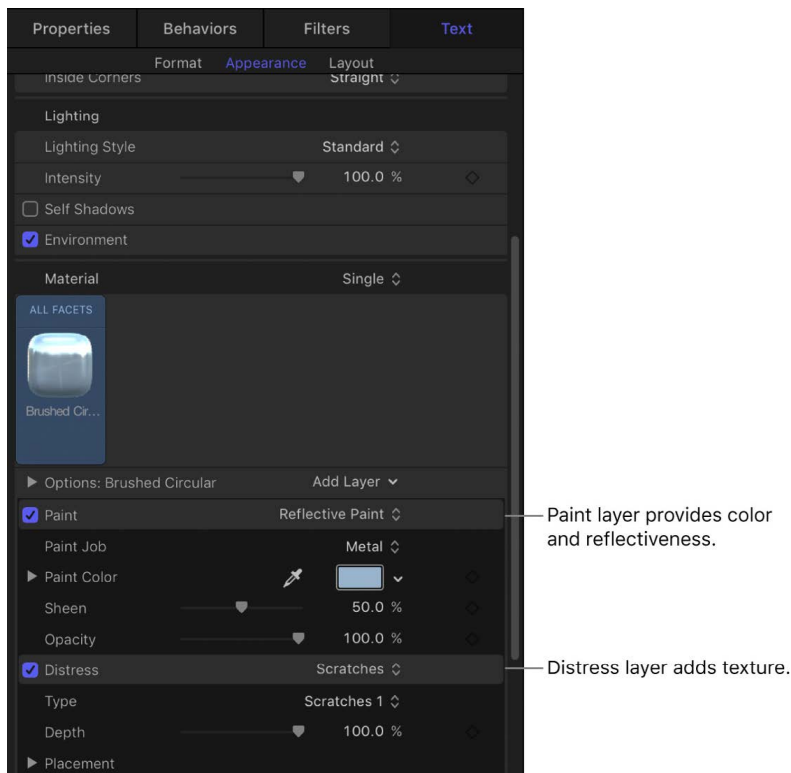 Properties Behaviors Filters Text
Format Appearance Layout
Inside Corners Straight
Lighting
Lighting Style Standard
Intensity 100.0 %
Self Shadows
Environment
Material Single
ALL FACETS
Brushed Cir...
Options: Brushed Circular Add Layer
Paint Reflective Paint
Paint layer provides color
and reflectiveness.
Paint Job Metal
Paint Color
Sheen 50.0 %
Opacity 100.0 %
Distress Scratches
Distress layer adds texture.
Type Scratches 1
Depth 100.0 %
Placement